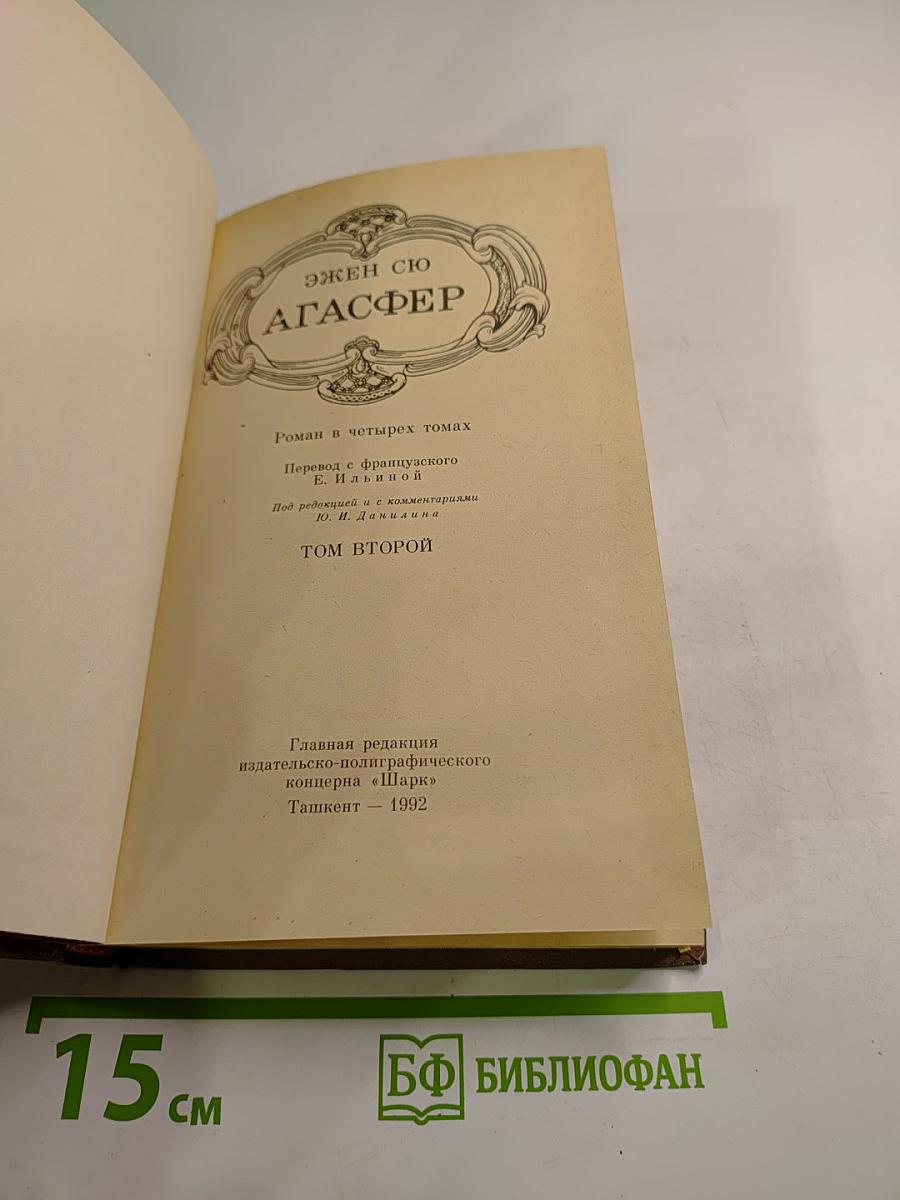 ЭЖЕН СЮ
АГАСФЕР
Роман в четырех томах
Перевод с французского
Е. Ильиной
Под редакцией и с комментариями
Ю. И. Данилина
ТОМ ВТОРОЙ
Главная редакция
издательско-полиграфического
концерна «Шарк»
Ташкент — 1992
15 см
БФ БИБЛИОФАН